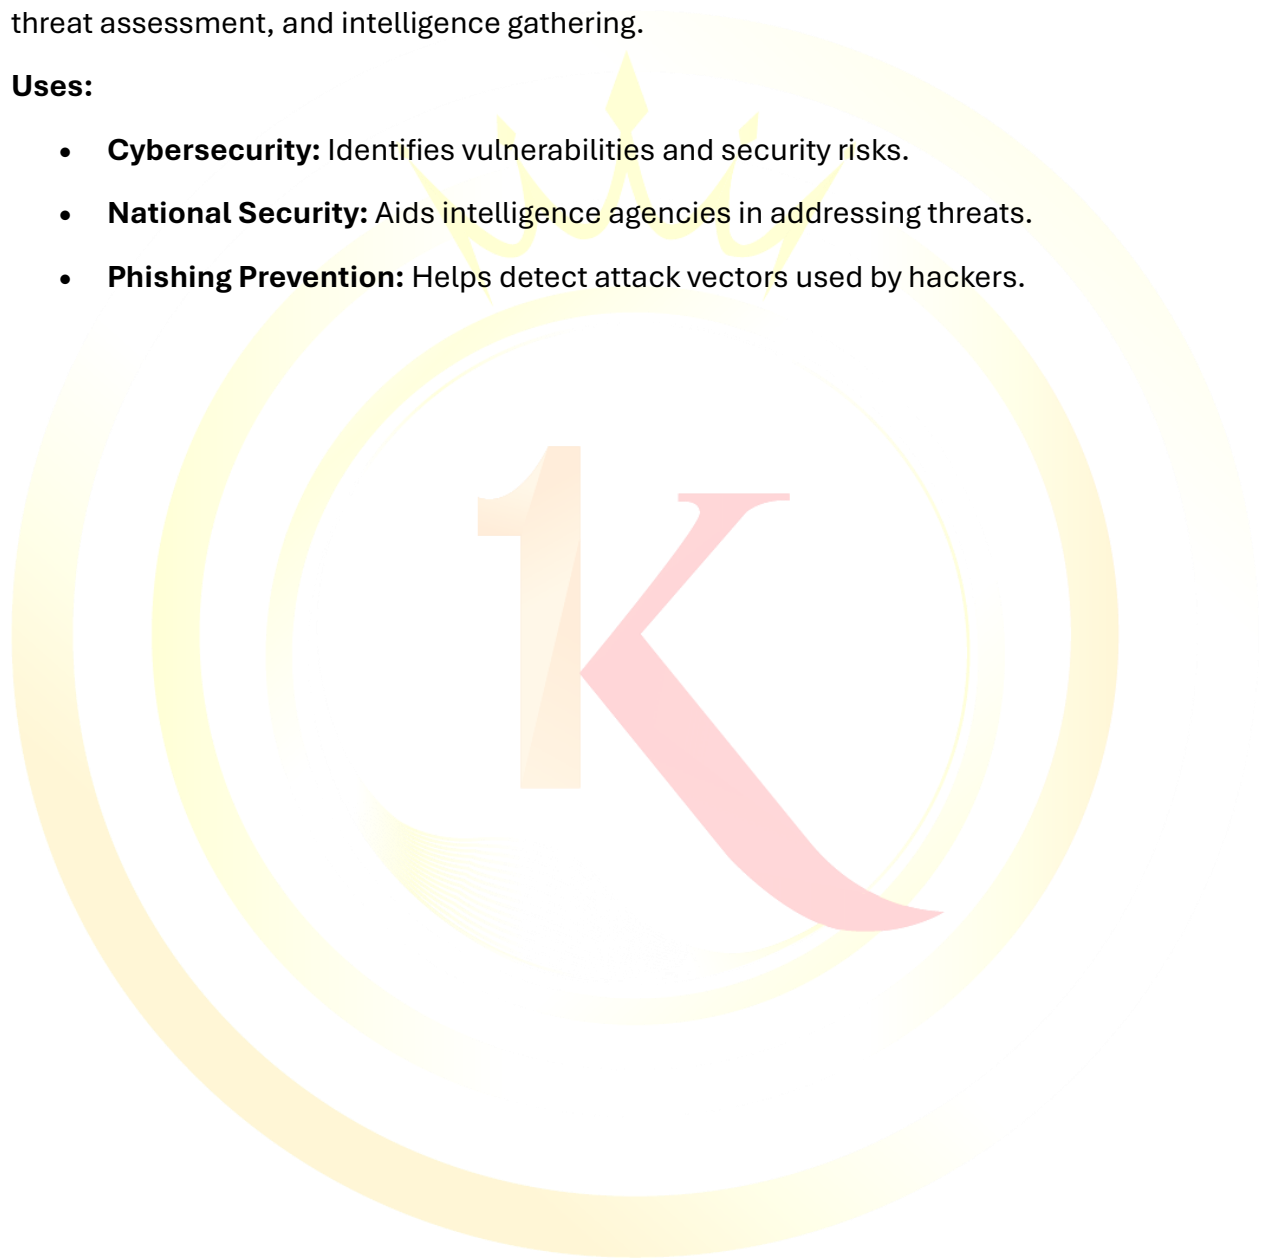 threat assessment, and intelligence gathering.
Uses:
• Cybersecurity: Identifies vulnerabilities and security risks.
• National Security: Aids intelligence agencies in addressing threats.
• Phishing Prevention: Helps detect attack vectors used by hackers.
1K